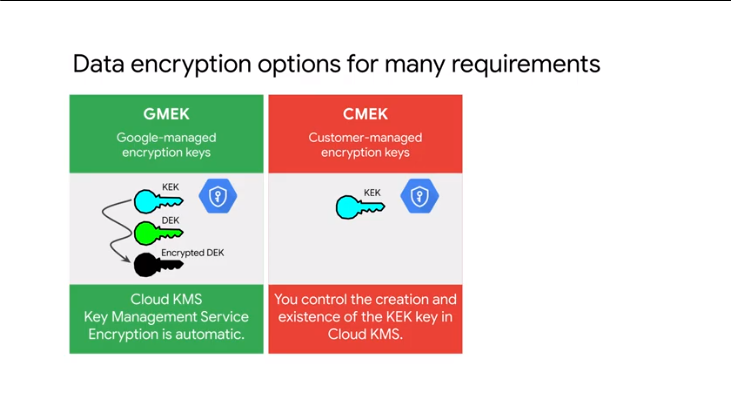 Data encryption options for many requirements
GMEK
Google-managed
encryption keys
KEK
DEK
Encrypted DEK
Cloud KMS
Key Management Service
Encryption is automatic.
CMEK
Customer-managed
encryption keys
KEK
You control the creation and
existence of the KEK key in
Cloud KMS.